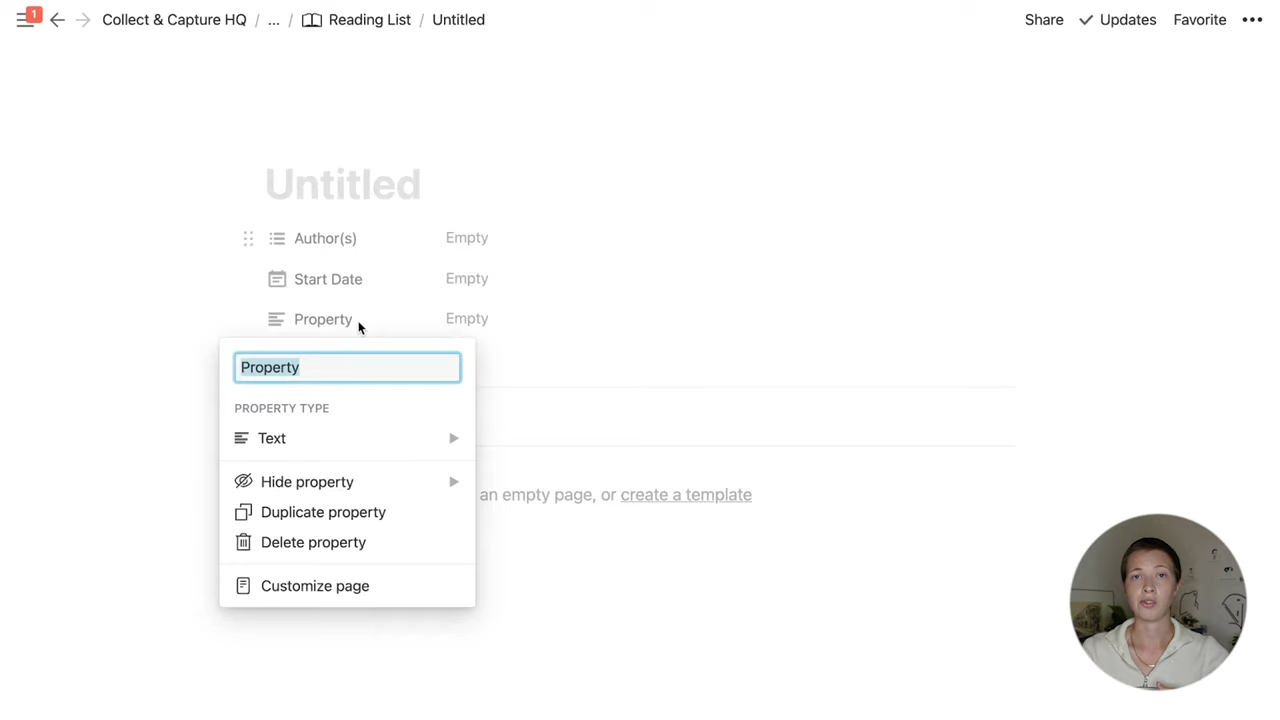 1
Collect & Capture HQ / ... / Reading List / Untitled
Share Updates Favorite •••
Untitled
Author(s) Empty
Start Date Empty
Property Empty
Property
PROPERTY TYPE
Text
Hide property
an empty page, or create a template
Duplicate property
Delete property
Customize page